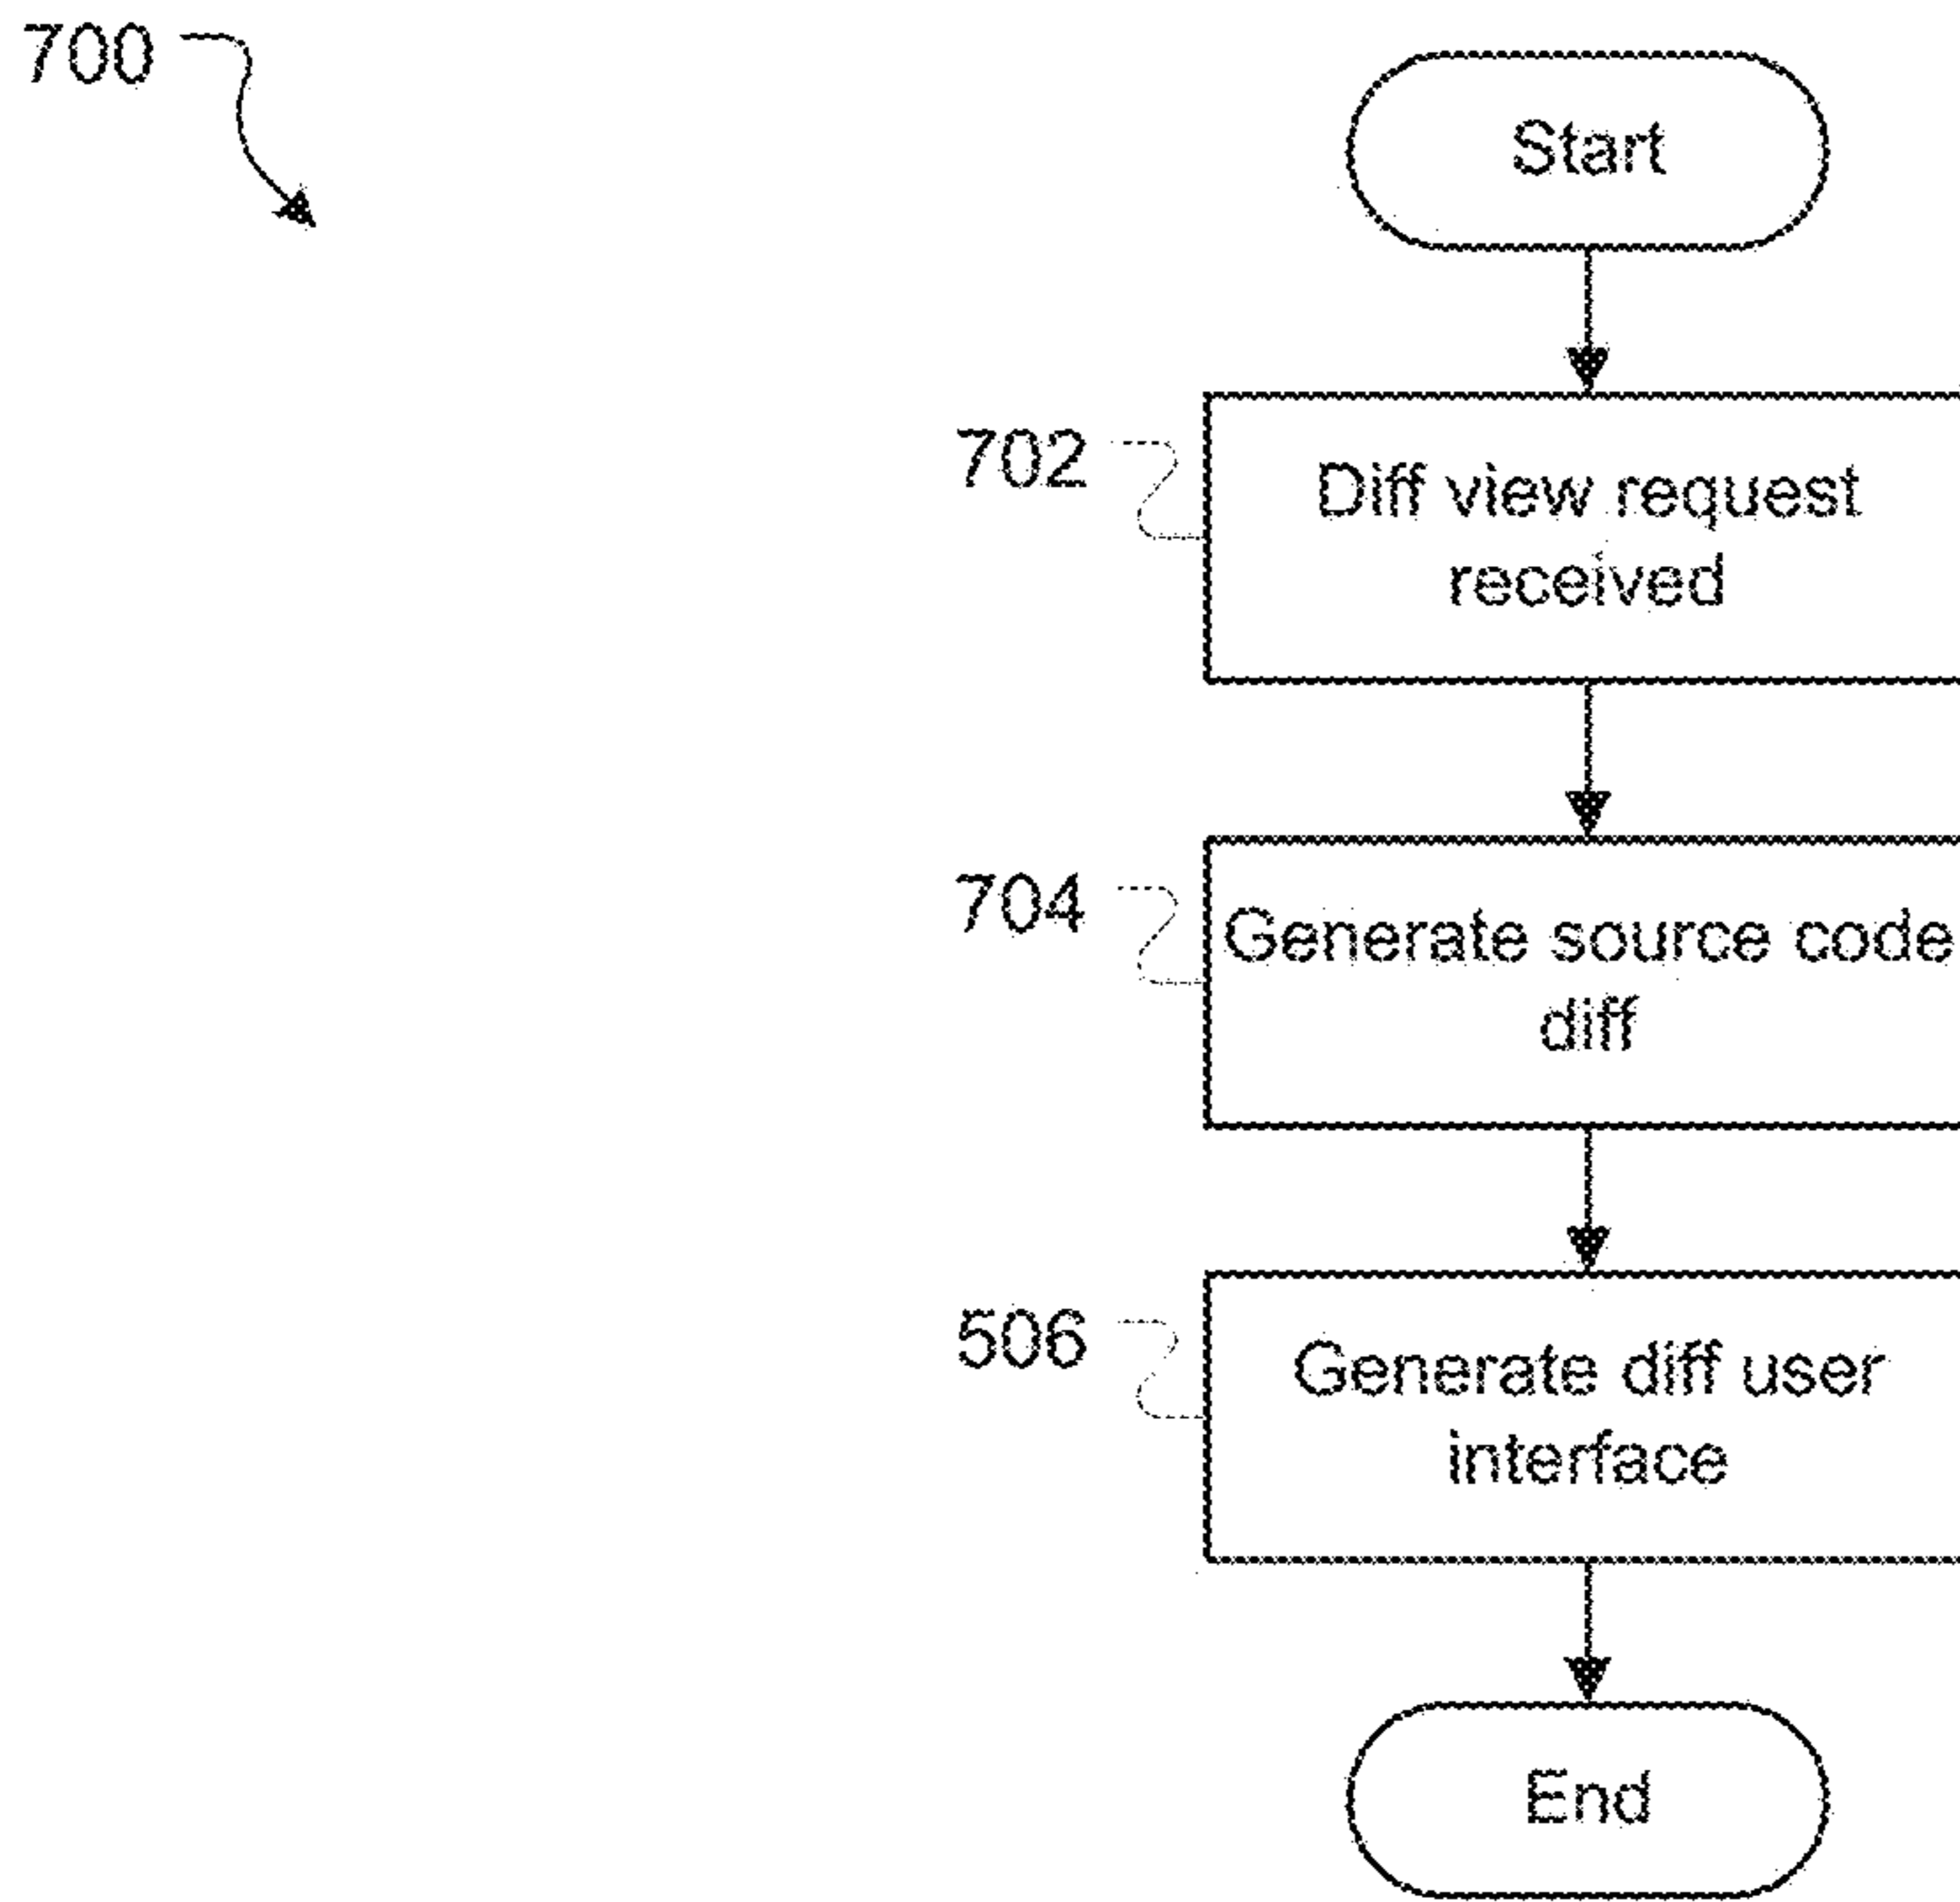 700
Start
702
Diff view request
received
704
Generate source code
diff
506
Generate diff user
interface
End